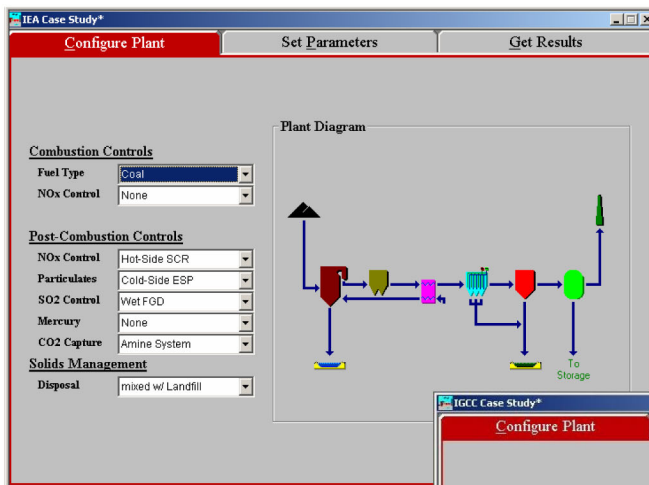 IEA Case Study*
Configure Plant
Set Parameters
Get Results
Plant Diagram
Combustion Controls
Fuel Type
Coal
NOx Control
None
Post-Combustion Controls
NOx Control
Hot-Side SCR
Particulates
Cold-Side ESP
SO2 Control
Wet FGD
Mercury
None
CO2 Capture
Amine System
Solids Management
Disposal
mixed w/ Landfill
To
Storage
IGCC Case Study*
Configure Plant